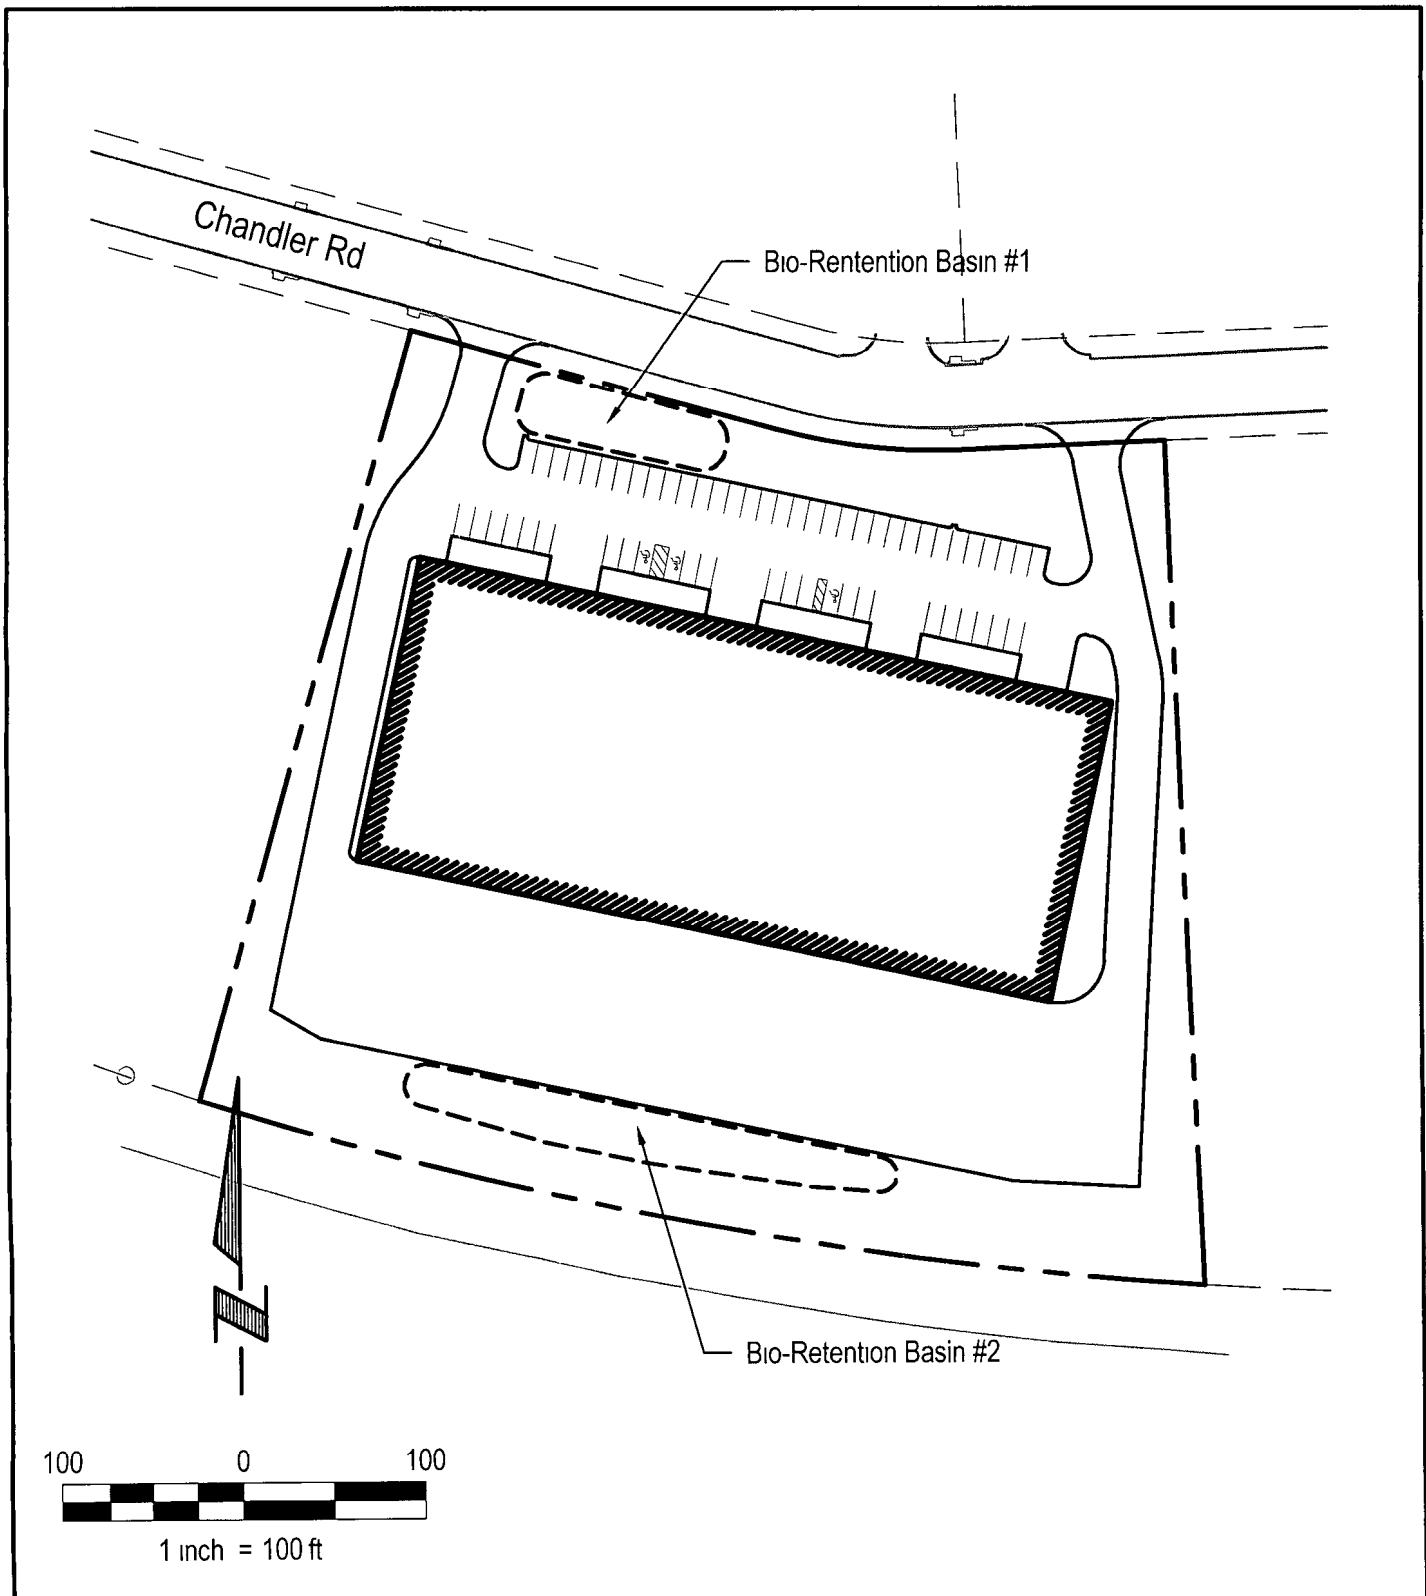 Chandler Rd
Bio-Rentention Basin #1
Bio-Retention Basin #2
100 0 100
1 inch = 100 ft